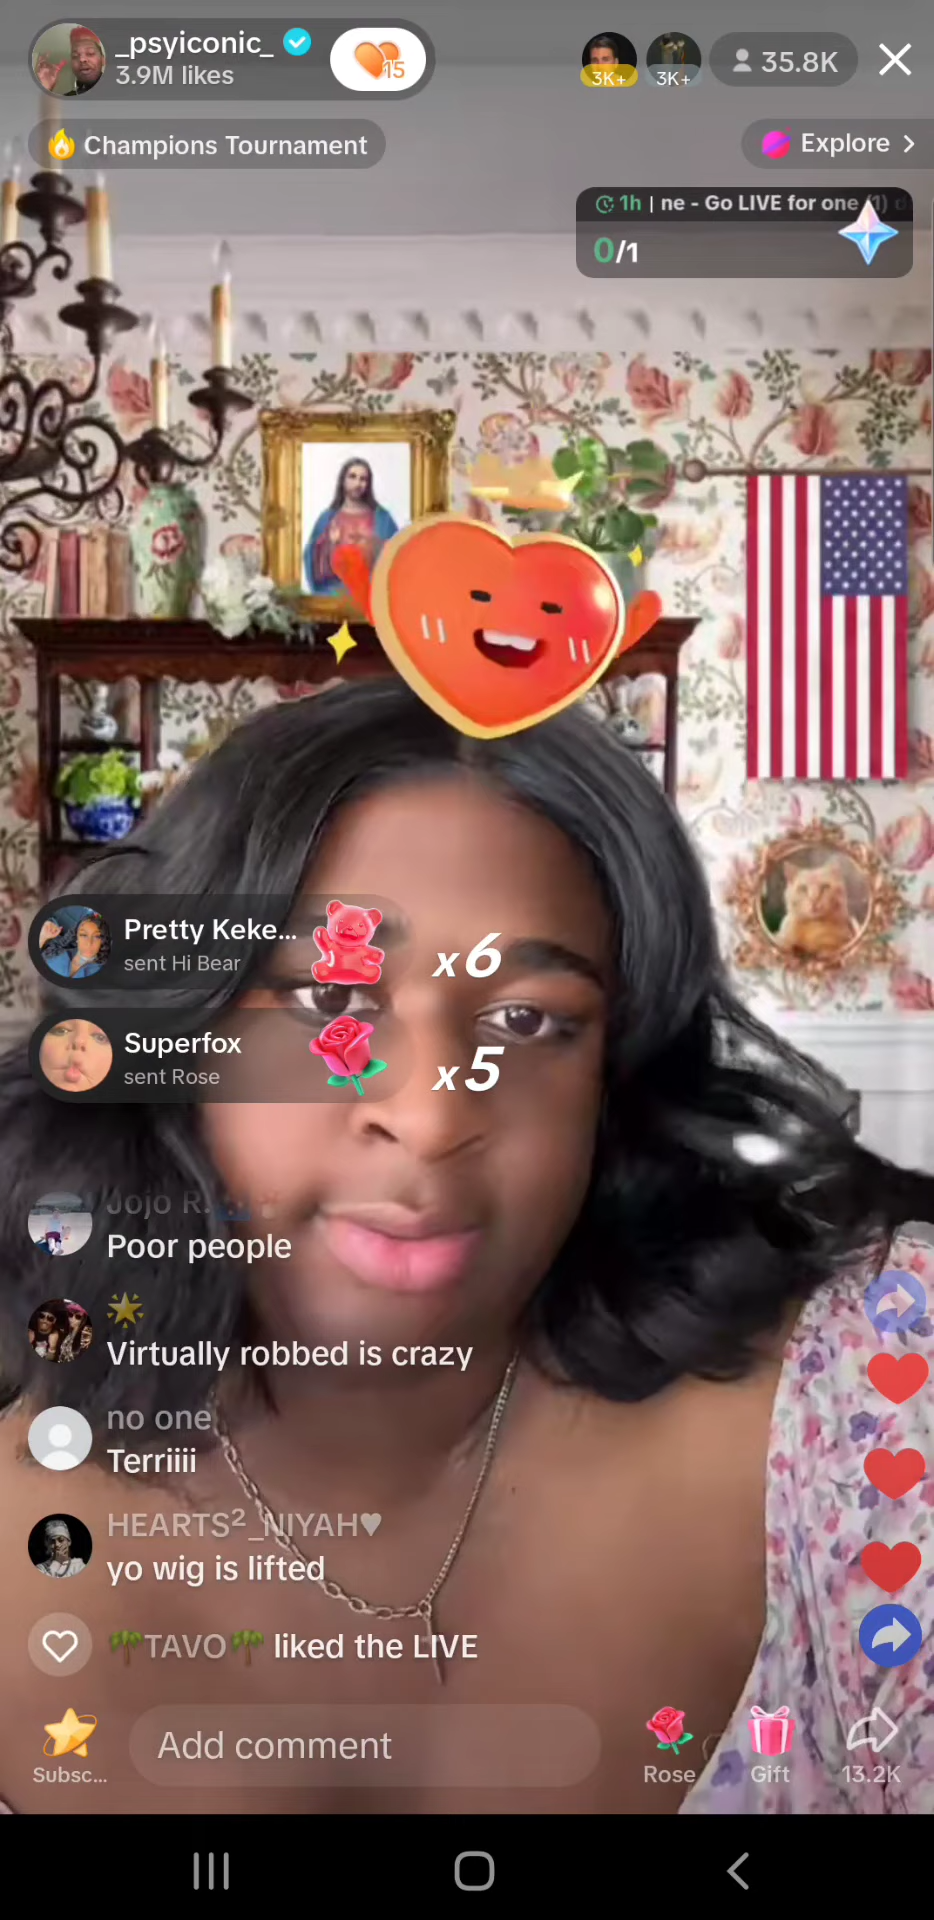 _psyiconic_
3.9M likes
15
3K+
3K+
35.8K
Champions Tournament
Explore
1h | ne - Go LIVE for one (1)
0/1
Pretty Keke...
sent Hi Bear
x6
Superfox
sent Rose
x5
Jojo R.
Poor people
🌟
Virtually robbed is crazy
no one
Terriiii
HEARTS²_NIYAH♥
yo wig is lifted
🌴TAVO🌴 liked the LIVE
Subsc...
Add comment
Rose
Gift
13.2K